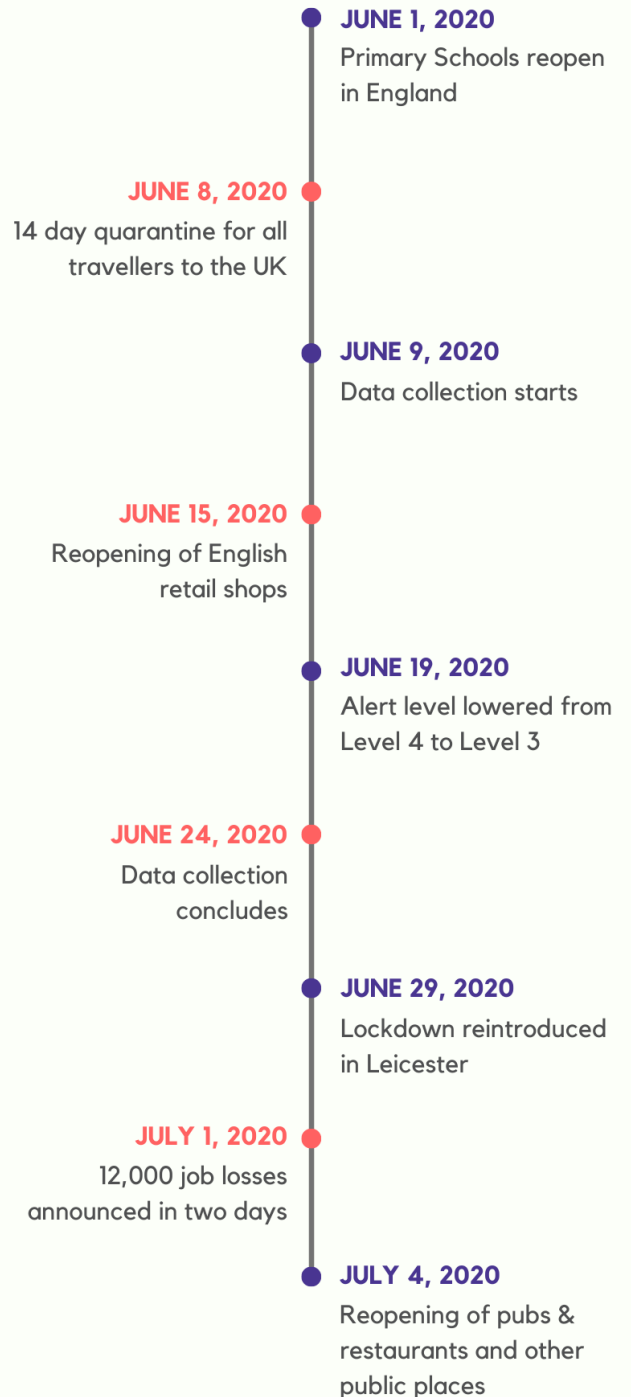 JUNE 1, 2020
Primary Schools reopen
in England
JUNE 8, 2020
14 day quarantine for all
travellers to the UK
JUNE 9, 2020
Data collection starts
JUNE 15, 2020
Reopening of English
retail shops
JUNE 19, 2020
Alert level lowered from
Level 4 to Level 3
JUNE 24, 2020
Data collection
concludes
JUNE 29, 2020
Lockdown reintroduced
in Leicester
JULY 1, 2020
12,000 job losses
announced in two days
JULY 4, 2020
Reopening of pubs &
restaurants and other
public places